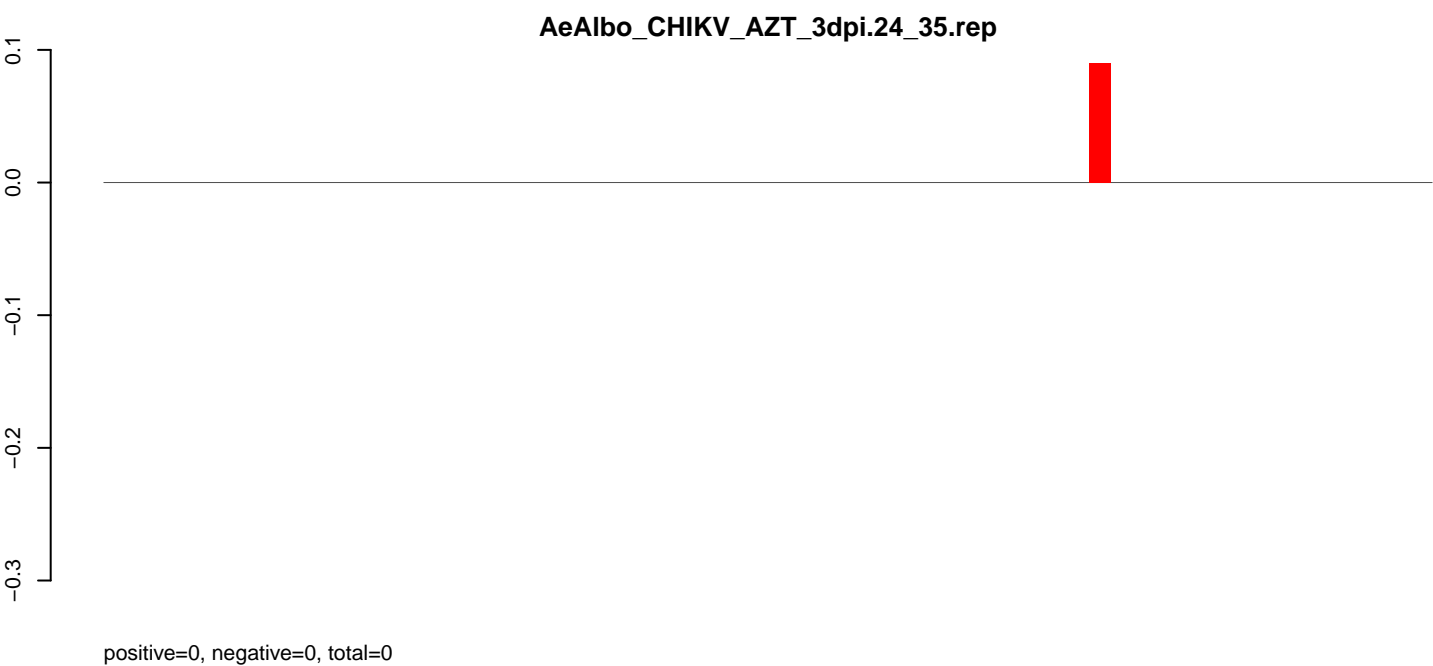 AeAlbo_CHIKV_AZT_3dpi.24_35.rep
0.1
0.0
−0.1
−0.2
−0.3
positive=0, negative=0, total=0